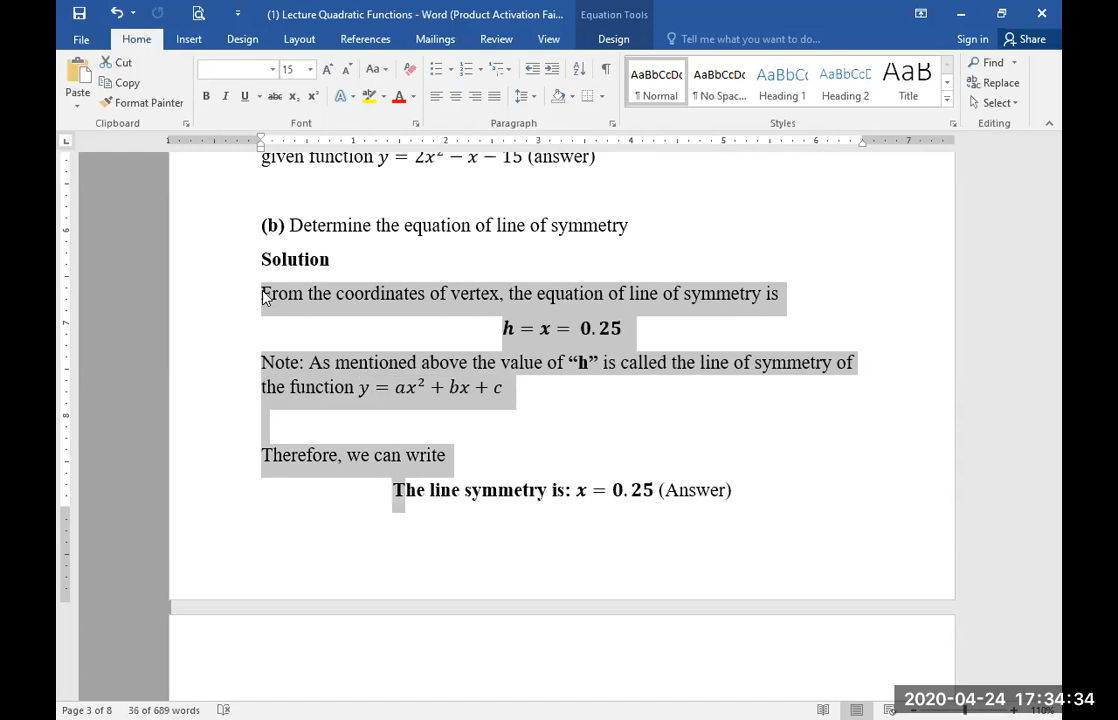 (1) Lecture Quadratic Functions - Word (Product Activation Fai...
Equation Tools
File
Home
Insert
Design
Layout
References
Mailings
Review
View
Design
Tell me what you want to do...
Sign in
Share
Paste
Cut
Copy
Format Painter
Clipboard
15
Font
Paragraph
AaBbCcDc
¶ Normal
AaBbCcDc
¶ No Spac...
AaBbCc
Heading 1
AaBbCcC
Heading 2
AaB
Title
Styles
Find
Replace
Select
Editing
given function y = 2x² − x − 15 (answer)
(b) Determine the equation of line of symmetry
Solution
From the coordinates of vertex, the equation of line of symmetry is
h = x = 0.25
Note: As mentioned above the value of “h” is called the line of symmetry of
the function y = ax² + bx + c
Therefore, we can write
The line symmetry is: x = 0.25 (Answer)
Page 3 of 8
36 of 689 words
2020-04-24 17:34:34
110%